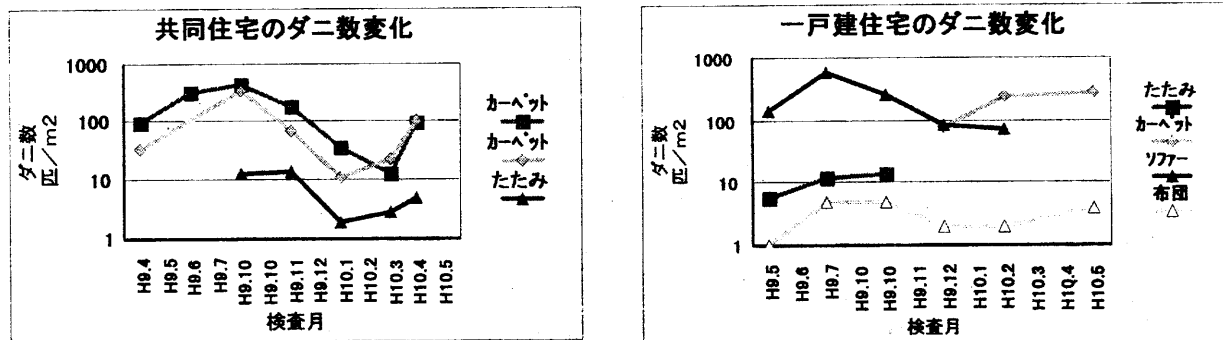 共同住宅のダニ数変化
1000
100
10
1
ダニ数
匹/m2
H9.4
H9.5
H9.6
H9.7
H9.10
H9.10
H9.11
H9.12
H10.1
H10.2
H10.3
H10.4
H10.5
検査月
カーペット
カーペット
たたみ
一戸建住宅のダニ数変化
1000
100
10
1
ダニ数
匹/m2
H9.5
H9.6
H9.7
H9.10
H9.10
H9.11
H9.12
H10.1
H10.2
H10.3
H10.4
H10.5
検査月
たたみ
カーペット
ソファー
布団